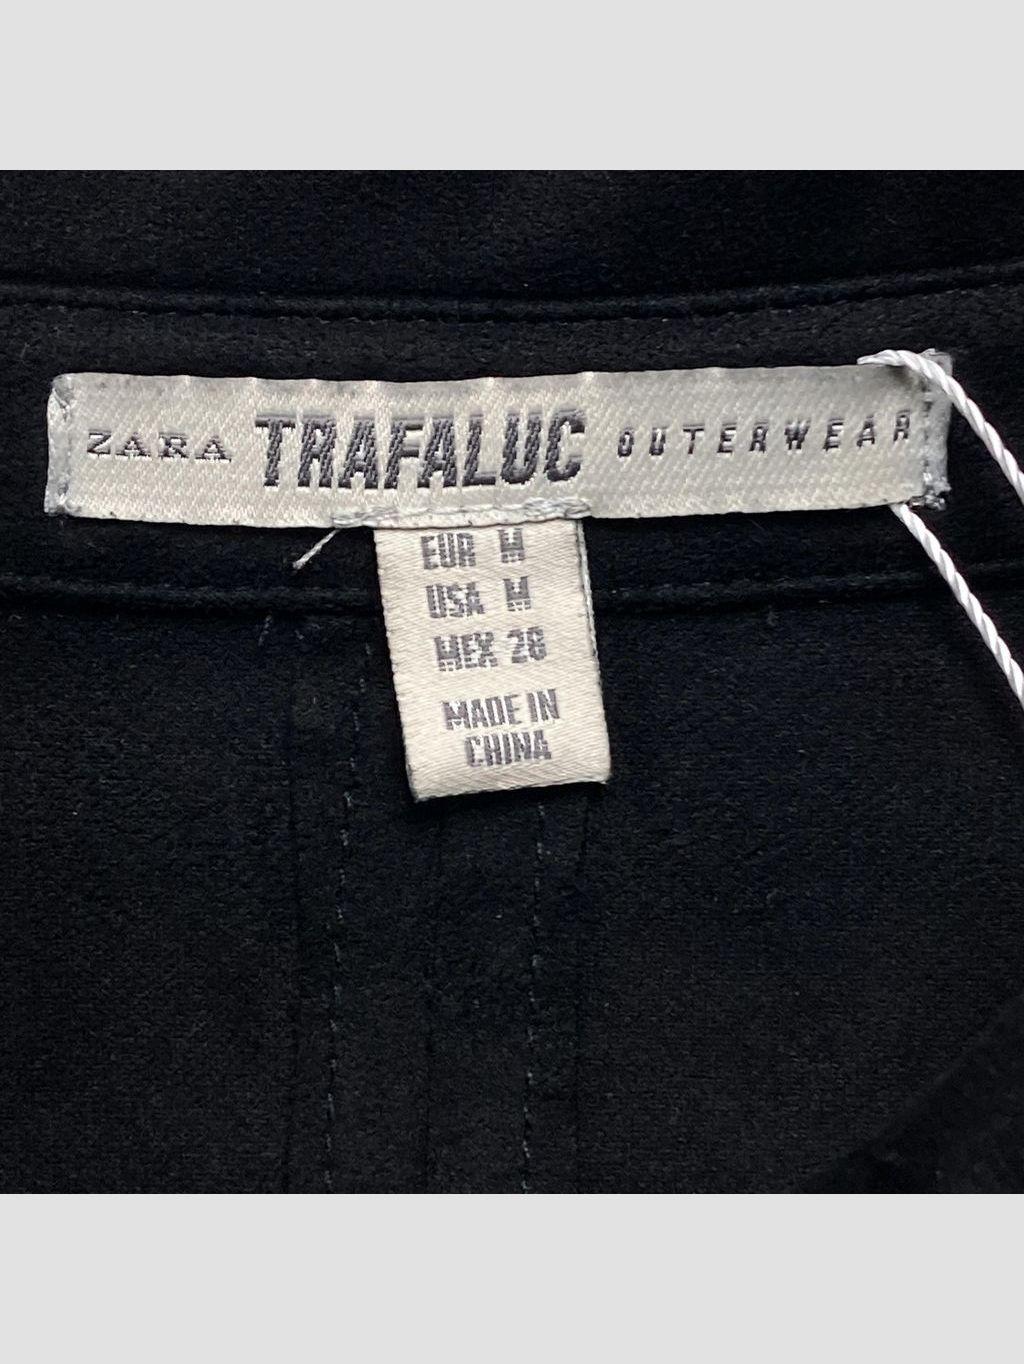 ZARA TRAFALUC OUTERWEAR
EUR M
USA M
MEX 28
MADE IN
CHINA